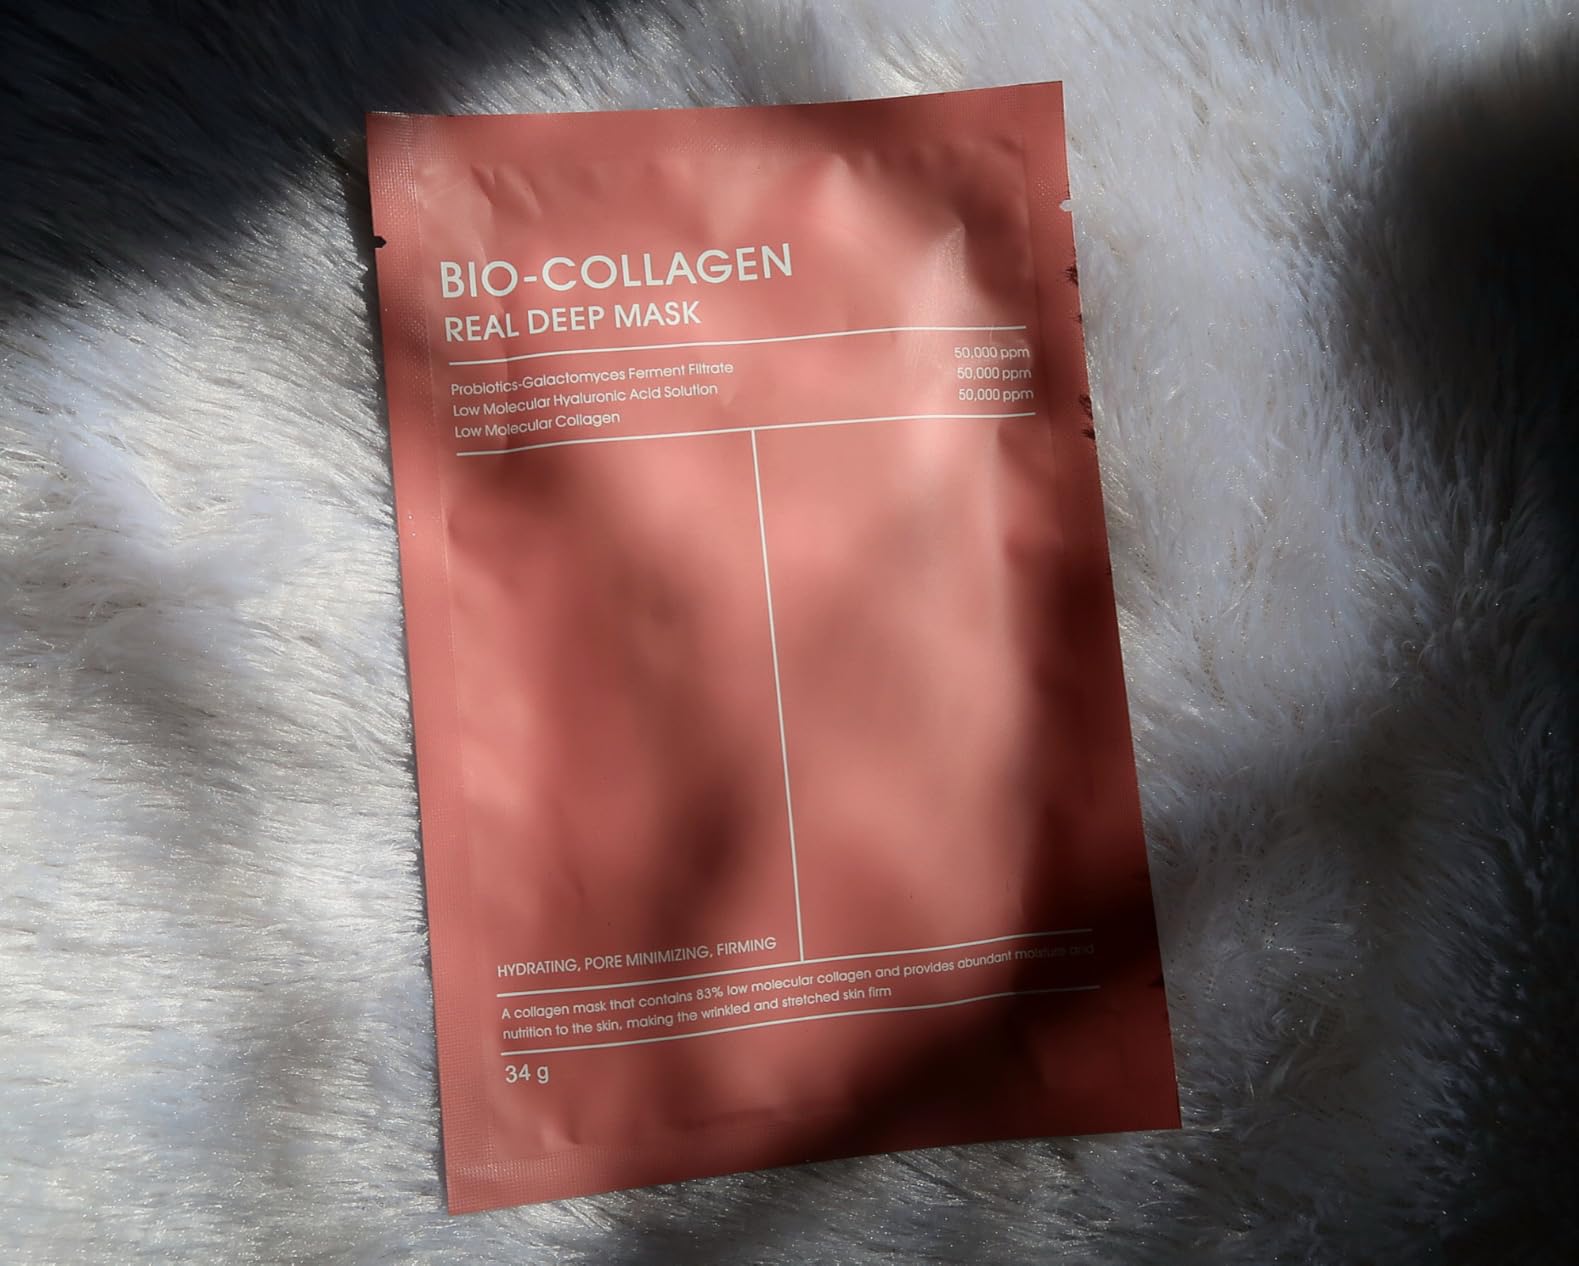 BIO-COLLAGEN
REAL DEEP MASK
Probiotics-Galactomyces Ferment Filtrate 50,000 ppm
Low Molecular Hyaluronic Acid Solution 50,000 ppm
Low Molecular Collagen 50,000 ppm
HYDRATING, PORE MINIMIZING, FIRMING
A collagen mask that contains 83% low molecular collagen and provides abundant moisture and
nutrition to the skin, making the wrinkled and stretched skin firm
34 g